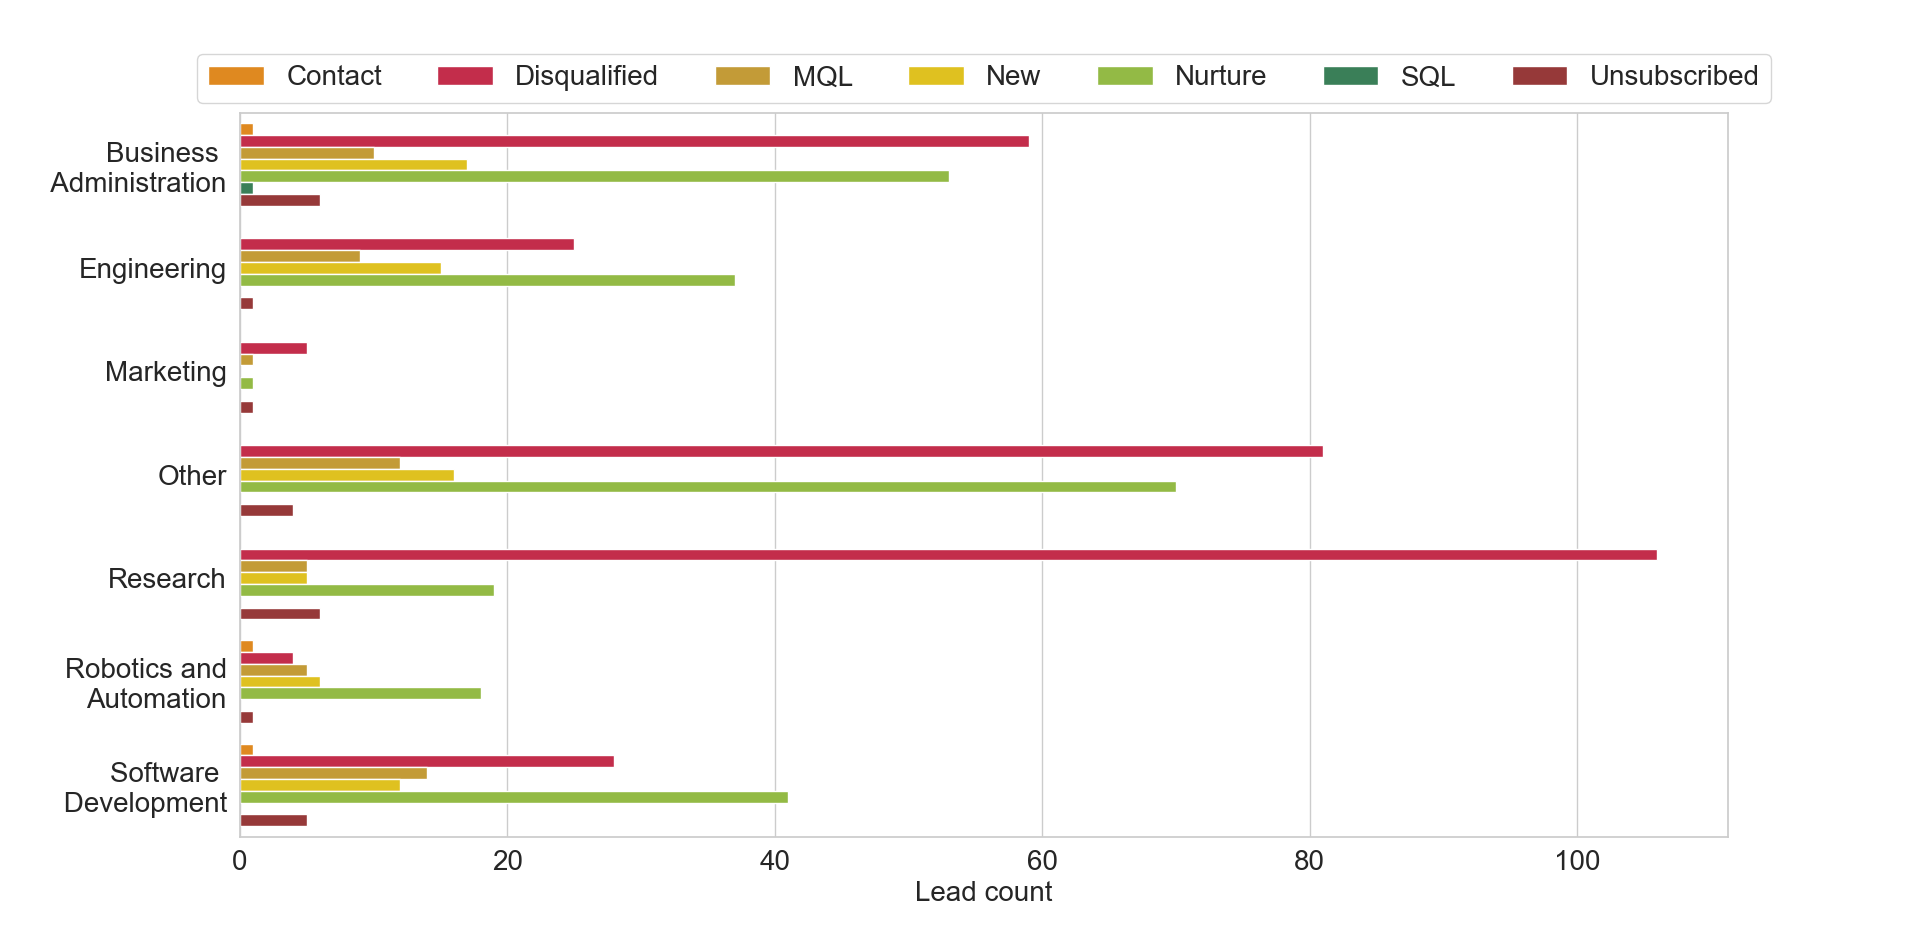 Contact Disqualified MQL New Nurture SQL Unsubscribed
Business
Administration
Engineering
Marketing
Other
Research
Robotics and
Automation
Software
Development
0 20 40 60 80 100
Lead count